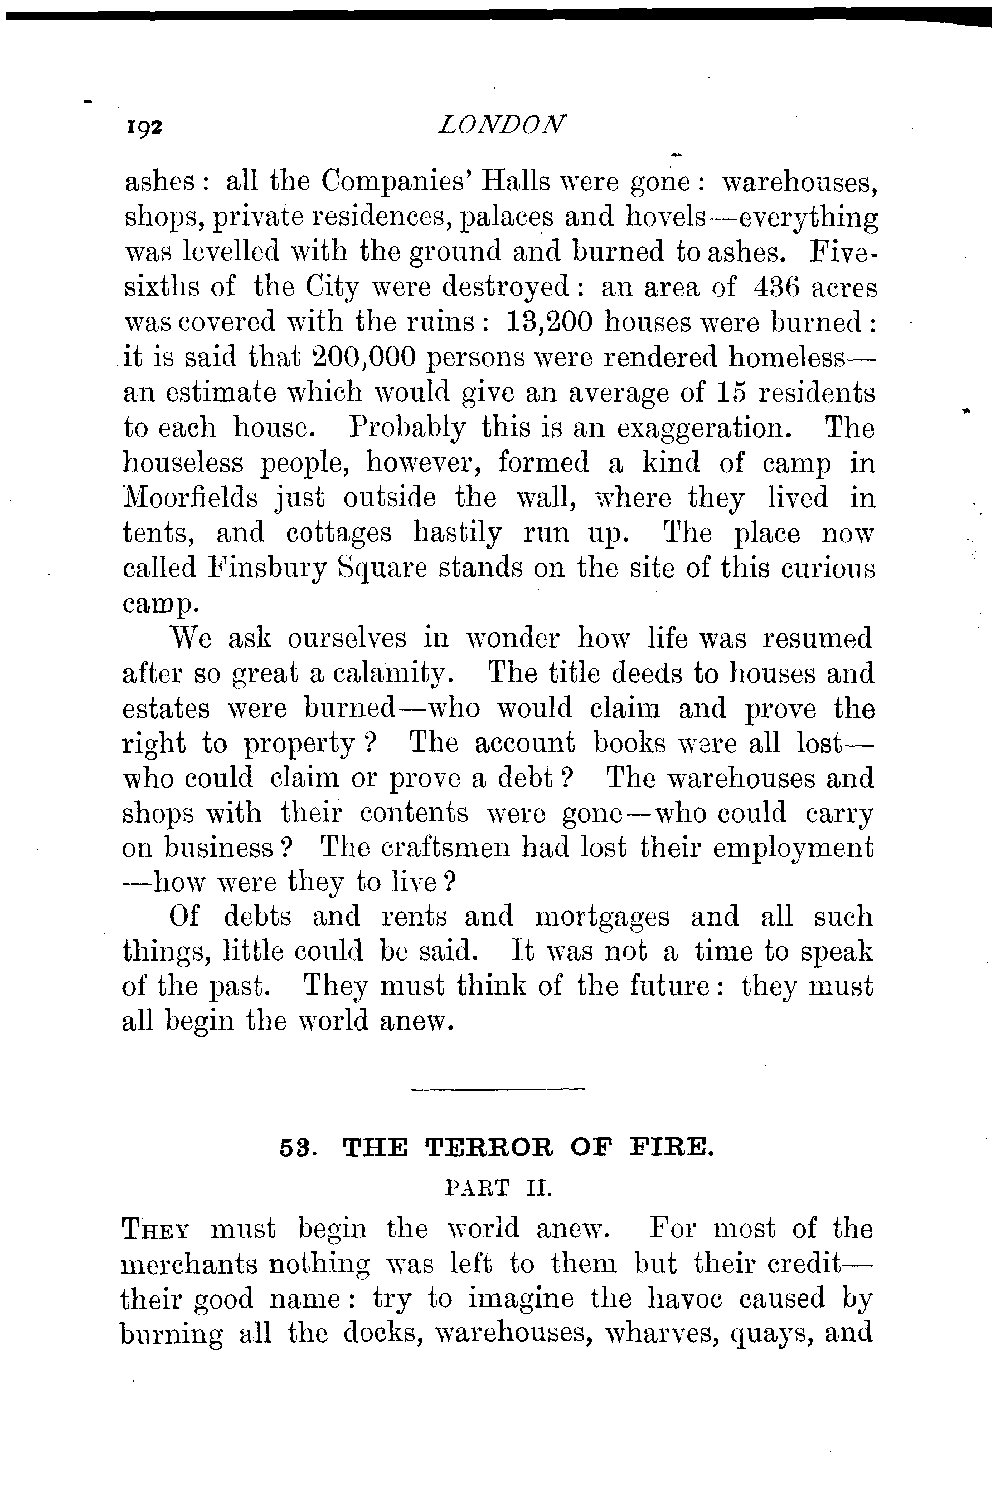 192 LONDON
ashes : all the Companies' Halls were gone : warehouses,
shops, private residences, palaces and hovels—everything
was levelled with the ground and burned to ashes. Five-
sixths of the City were destroyed : an area of 436 acres
was covered with the ruins : 13,200 houses were burned :
it is said that 200,000 persons were rendered homeless—
an estimate which would give an average of 15 residents
to each house. Probably this is an exaggeration. The
houseless people, however, formed a kind of camp in
Moorfields just outside the wall, where they lived in
tents, and cottages hastily run up. The place now
called Finsbury Square stands on the site of this curious
camp.
We ask ourselves in wonder how life was resumed
after so great a calamity. The title deeds to houses and
estates were burned—who would claim and prove the
right to property ? The account books were all lost—
who could claim or prove a debt ? The warehouses and
shops with their contents were gone—who could carry
on business ? The craftsmen had lost their employment
—how were they to live ?
Of debts and rents and mortgages and all such
things, little could be said. It was not a time to speak
of the past. They must think of the future : they must
all begin the world anew.
53. THE TERROR OF FIRE.
PART II.
THEY must begin the world anew. For most of the
merchants nothing was left to them but their credit—
their good name : try to imagine the havoc caused by
burning all the docks, warehouses, wharves, quays, and